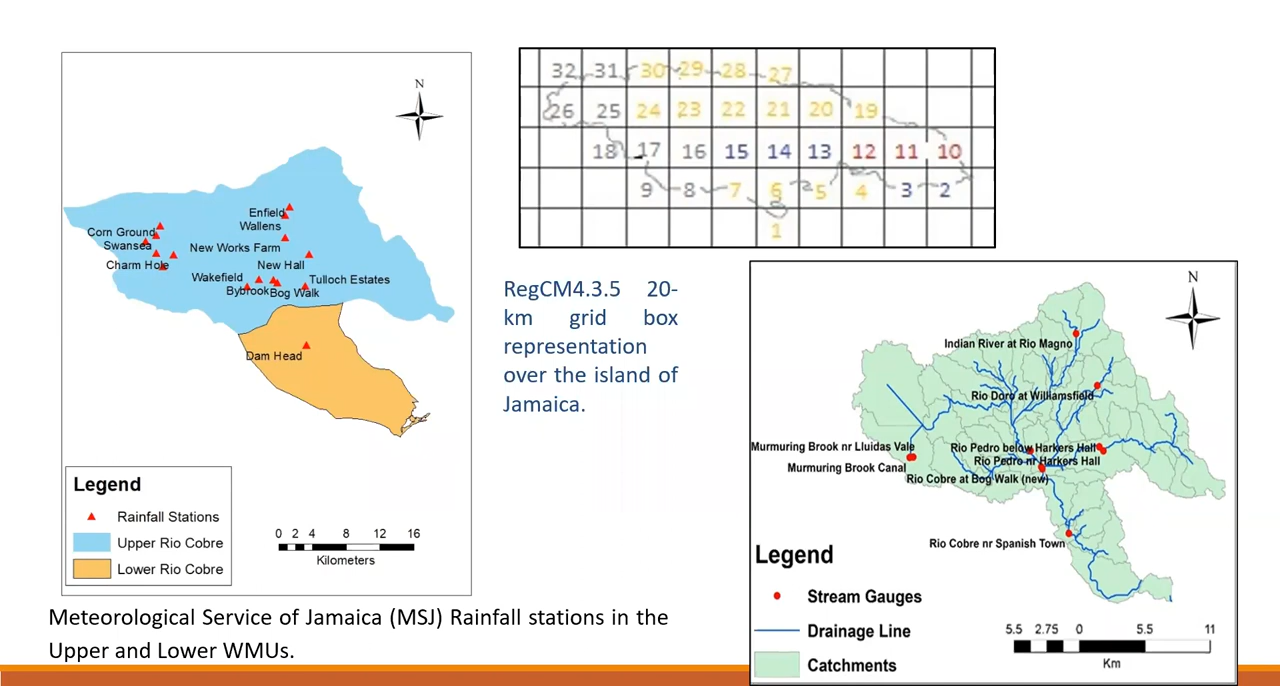 N
Enfield
Wallens
Corn Ground
Swansea
New Works Farm
Charm Hole
New Hall
Wakefield
Tulloch Estates
Bybrook
Bog Walk
Dam Head
Legend
Rainfall Stations
Upper Rio Cobre
Lower Rio Cobre
0 2 4 8 12 16
Kilometers
Meteorological Service of Jamaica (MSJ) Rainfall stations in the
Upper and Lower WMUs.
32 31 30 29 28 27
26 25 24 23 22 21 20 19
18 17 16 15 14 13 12 11 10
9 8 7 6 5 4 3 2
1
RegCM4.3.5 20-
km grid box
representation
over the island of
Jamaica.
N
Indian River at Rio Magno
Rio Doro at Williamsfield
Murmuring Brook nr Lluidas Vale
Rio Pedro below Harkers Hall
Rio Pedro nr Harkers Hall
Murmuring Brook Canal
Rio Cobre at Bog Walk (new)
Rio Cobre nr Spanish Town
Legend
Stream Gauges
Drainage Line
Catchments
5.5 2.75 0 5.5 11
Km